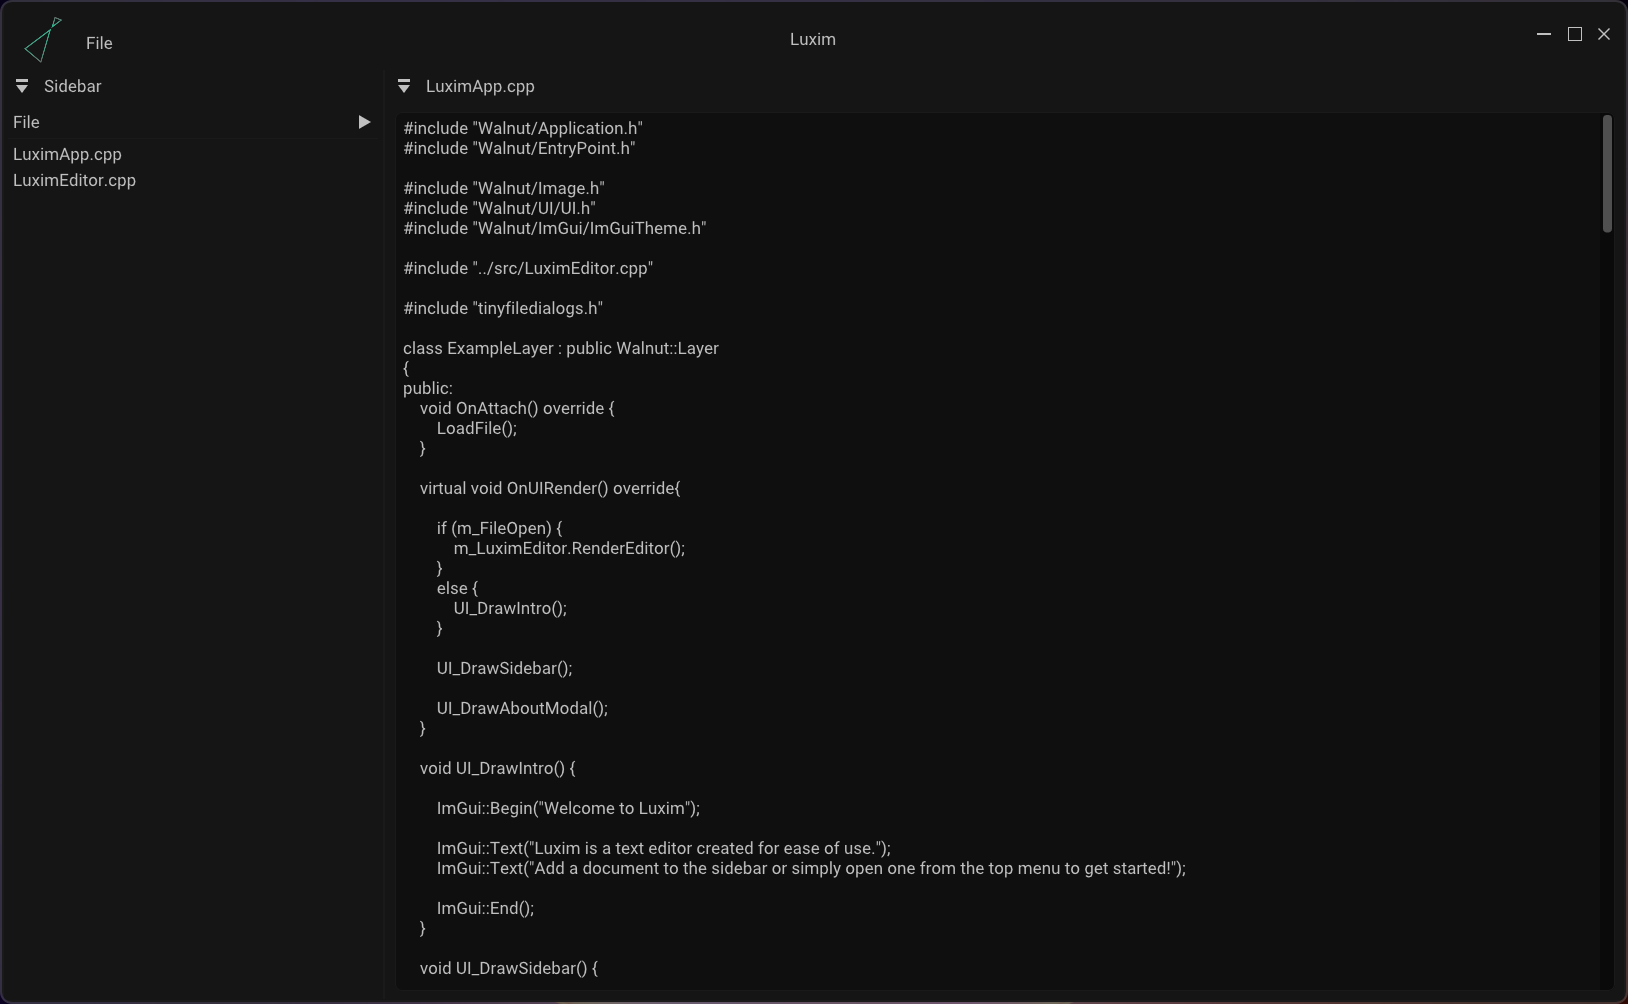 File
Luxim
Sidebar
LuximApp.cpp
File
LuximApp.cpp
LuximEditor.cpp
#include "Walnut/Application.h"
#include "Walnut/EntryPoint.h"
#include "Walnut/Image.h"
#include "Walnut/UI/UI.h"
#include "Walnut/ImGui/ImGuiTheme.h"
#include "../src/LuximEditor.cpp"
#include "tinyfiledialogs.h"
class ExampleLayer : public Walnut::Layer
{
public:
    void OnAttach() override {
        LoadFile();
    }
    virtual void OnUIRender() override{
        if (m_FileOpen) {
            m_LuximEditor.RenderEditor();
        }
        else {
            UI_DrawIntro();
        }
        UI_DrawSidebar();
        UI_DrawAboutModal();
    }
    void UI_DrawIntro() {
        ImGui::Begin("Welcome to Luxim");
        ImGui::Text("Luxim is a text editor created for ease of use.");
        ImGui::Text("Add a document to the sidebar or simply open one from the top menu to get started!");
        ImGui::End();
    }
    void UI_DrawSidebar() {